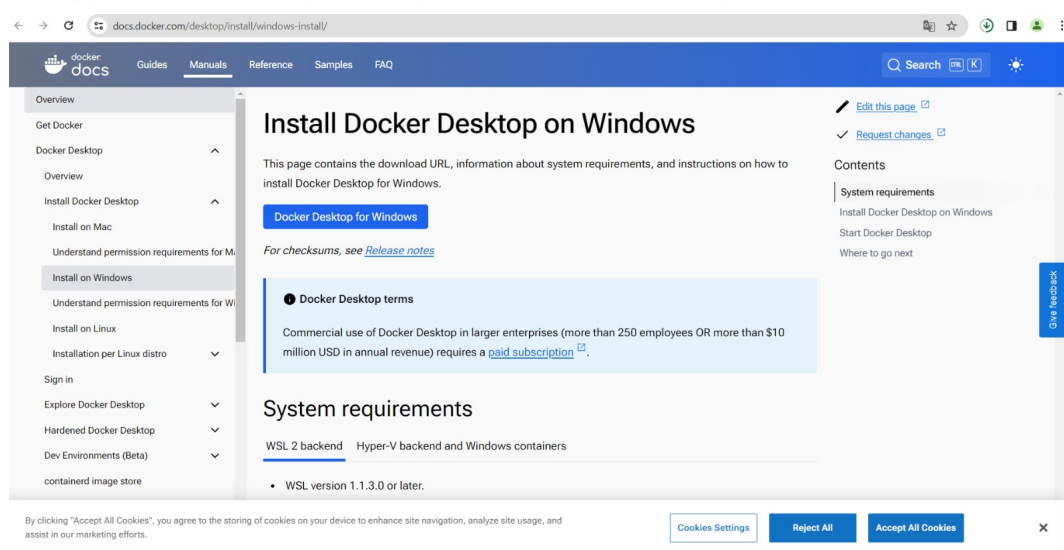 docs.docker.com/desktop/install/windows-install/
docker
docs
Guides
Manuals
Reference
Samples
FAQ
Search
CTRL
K
Overview
Get Docker
Docker Desktop
Overview
Install Docker Desktop
Install on Mac
Understand permission requirements for Ma
Install on Windows
Understand permission requirements for Wi
Install on Linux
Installation per Linux distro
Sign in
Explore Docker Desktop
Hardened Docker Desktop
Dev Environments (Beta)
containerd image store
Install Docker Desktop on Windows
This page contains the download URL, information about system requirements, and instructions on how to
install Docker Desktop for Windows.
Docker Desktop for Windows
For checksums, see Release notes
Docker Desktop terms
Commercial use of Docker Desktop in larger enterprises (more than 250 employees OR more than $10
million USD in annual revenue) requires a paid subscription.
System requirements
WSL 2 backend
Hyper-V backend and Windows containers
• WSL version 1.1.3.0 or later.
Edit this page
Request changes
Contents
System requirements
Install Docker Desktop on Windows
Start Docker Desktop
Where to go next
Give feedback
By clicking "Accept All Cookies", you agree to the storing of cookies on your device to enhance site navigation, analyze site usage, and
assist in our marketing efforts.
Cookies Settings
Reject All
Accept All Cookies